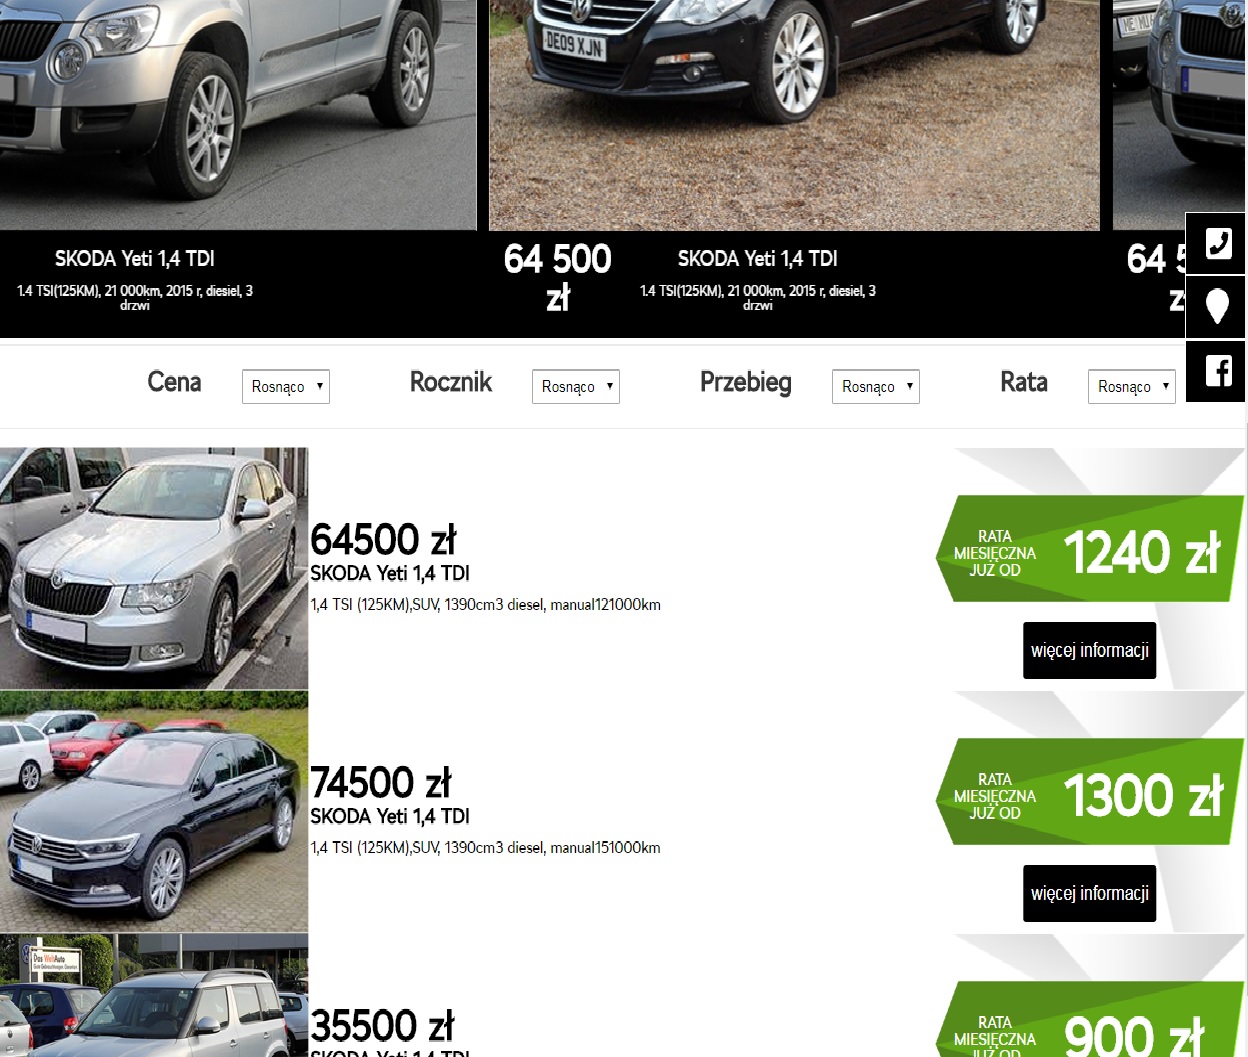 DE09 XJN
SKODA Yeti 1,4 TDI
1.4 TSI(125KM), 21 000km, 2015 r, diesiel, 3
drzwi
64 500
zł
SKODA Yeti 1,4 TDI
1.4 TSI(125KM), 21 000km, 2015 r, diesiel, 3
drzwi
64 5
z
Cena
Rosnąco
Rocznik
Rosnąco
Przebieg
Rosnąco
Rata
Rosnąco
64500 zł
SKODA Yeti 1,4 TDI
1,4 TSI (125KM),SUV, 1390cm3 diesel, manual121000km
RATA
MIESIĘCZNA
JUŻ OD
1240 zł
więcej informacji
74500 zł
SKODA Yeti 1,4 TDI
1,4 TSI (125KM),SUV, 1390cm3 diesel, manual151000km
RATA
MIESIĘCZNA
JUŻ OD
1300 zł
więcej informacji
Das WeltAuto
35500 zł
SKODA Yeti 1,4 TDI
RATA
MIESIĘCZNA
JUŻ OD
900 zł